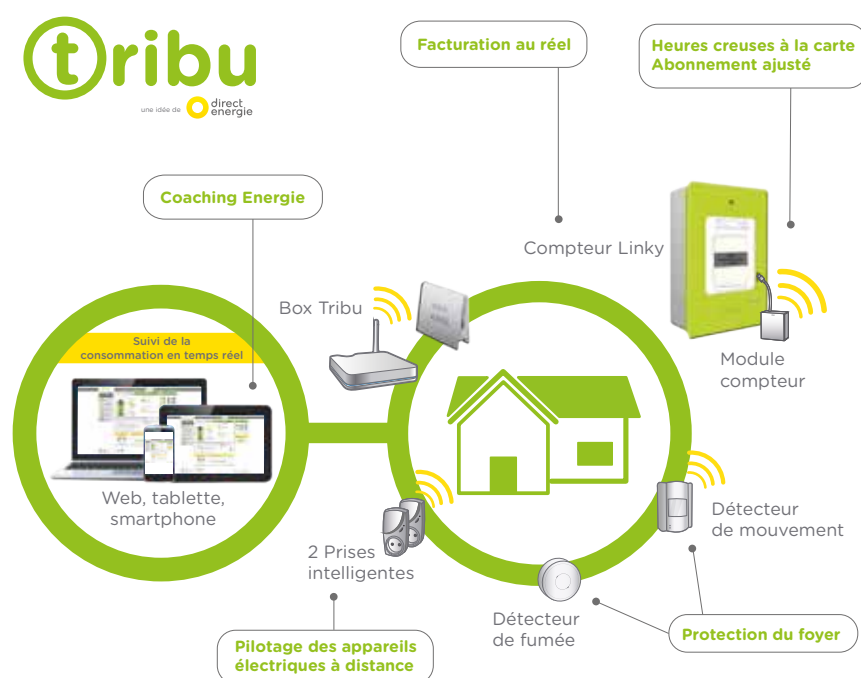 tribu
une idée de direct energie
Facturation au réel
Heures creuses à la carte
Abonnement ajusté
Coaching Energie
Compteur Linky
Box Tribu
Suivi de la
consommation en temps réel
Module
compteur
Web, tablette,
smartphone
Détecteur
de mouvement
2 Prises
intelligentes
Détecteur
de fumée
Protection du foyer
Pilotage des appareils
électriques à distance